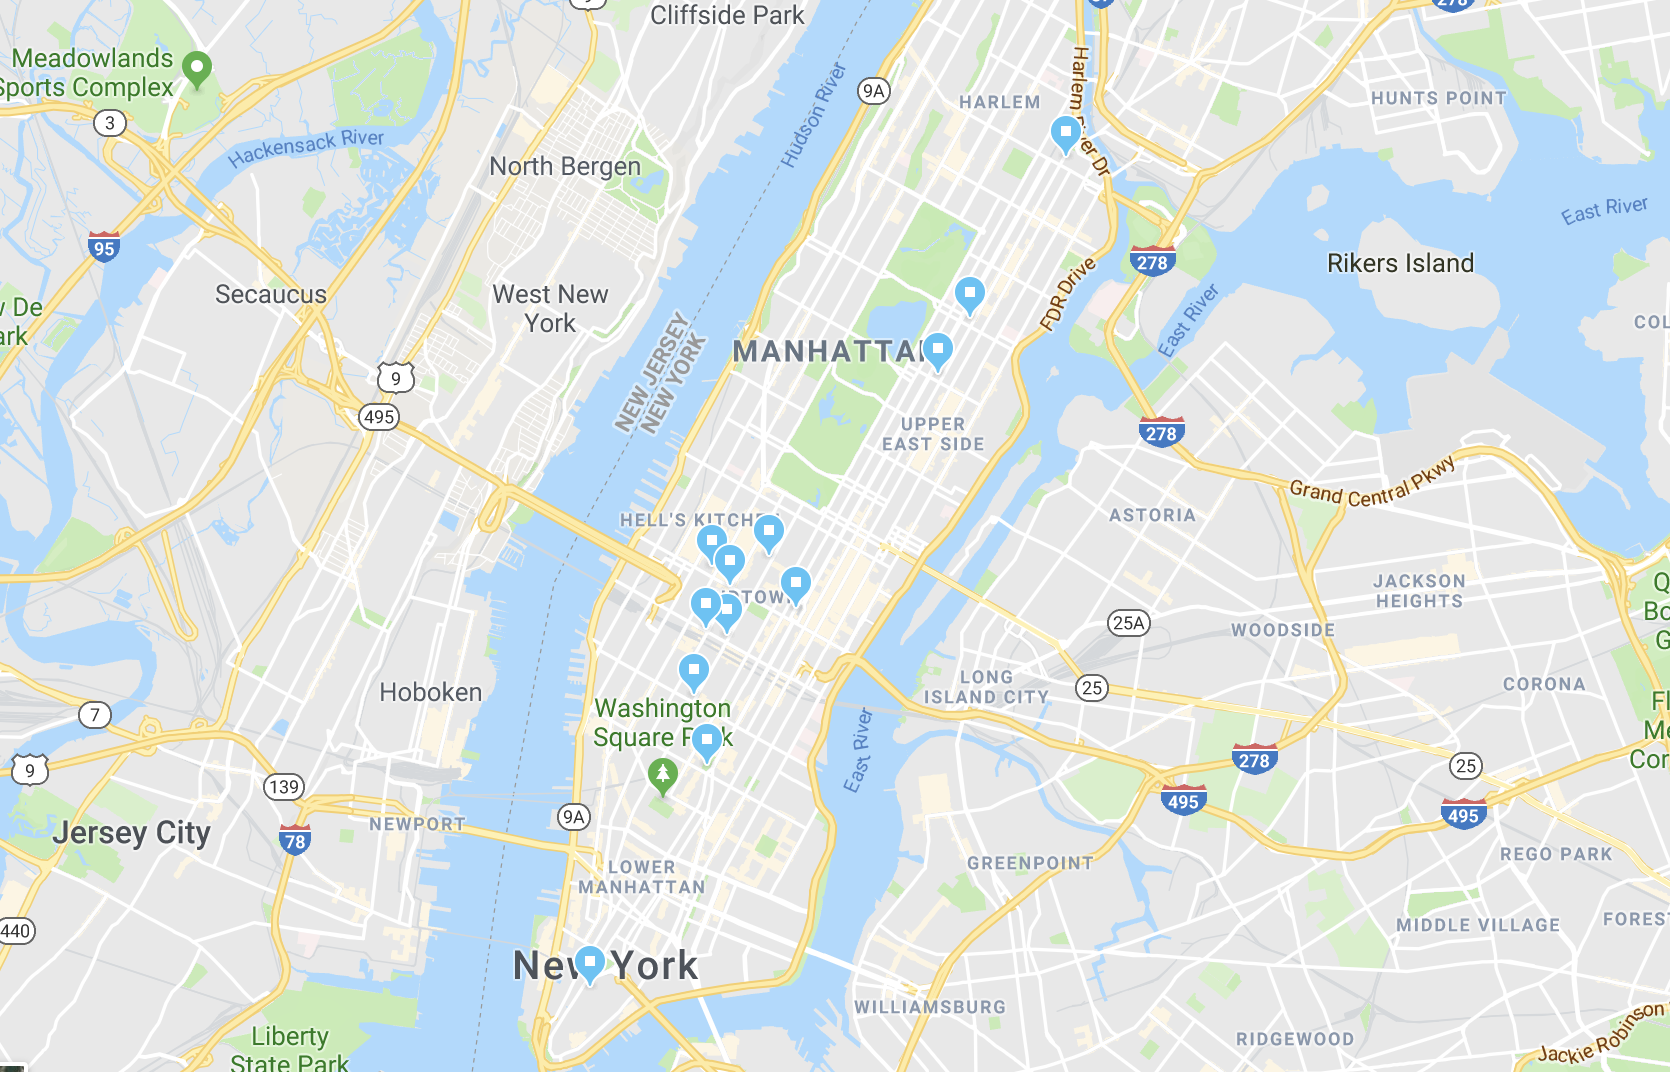 Cliffside Park
278
Meadowlands
Sports Complex
9A
HARLEM
HUNTS POINT
3
Hackensack River
Hudson River
Harlem River Dr
North Bergen
East River
95
278
Rikers Island
Secaucus
West New
York
FDR Drive
East River
NEW JERSEY
NEW YORK
MANHATTA
9
495
UPPER
EAST SIDE
278
Grand Central Pkwy
HELL'S KITCHE
ASTORIA
JACKSON
HEIGHTS
25A
WOODSIDE
Hoboken
LONG
ISLAND CITY
25
CORONA
7
Washington
Square P k
East River
9
278
25
139
495
495
Jersey City
78
NEWPORT
9A
REGO PARK
LOWER
MANHATTAN
GREENPOINT
440
MIDDLE VILLAGE
FOREST
New York
WILLIAMSBURG
Liberty
State Park
RIDGEWOOD
Jackie Robinson